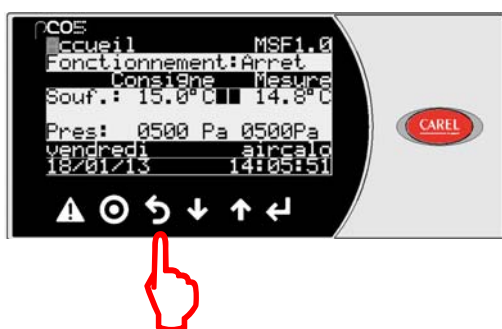 pCO5
Accueil MSF1.0
Fonctionnement:Arret
Consigne Mesure
Souf.: 15.0°C 14.8°C
Pres: 0500 Pa 0500Pa
vendredi aircalo
18/01/13 14:05:51
CAREL